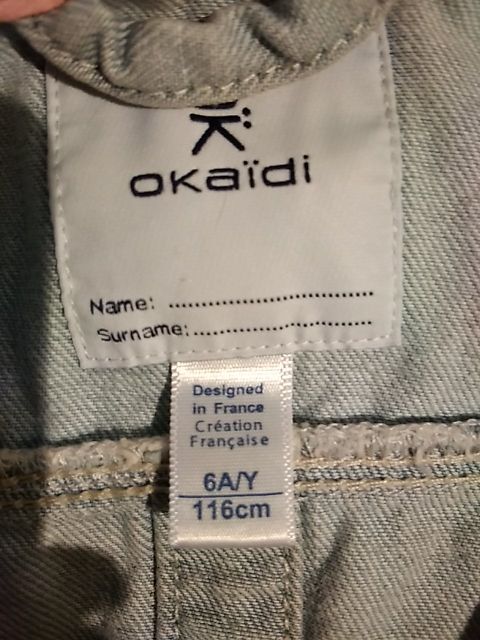 oKaïdi
Name: ................................
Surname:............................
Designed
in France
Création
Française
6A/Y
116cm